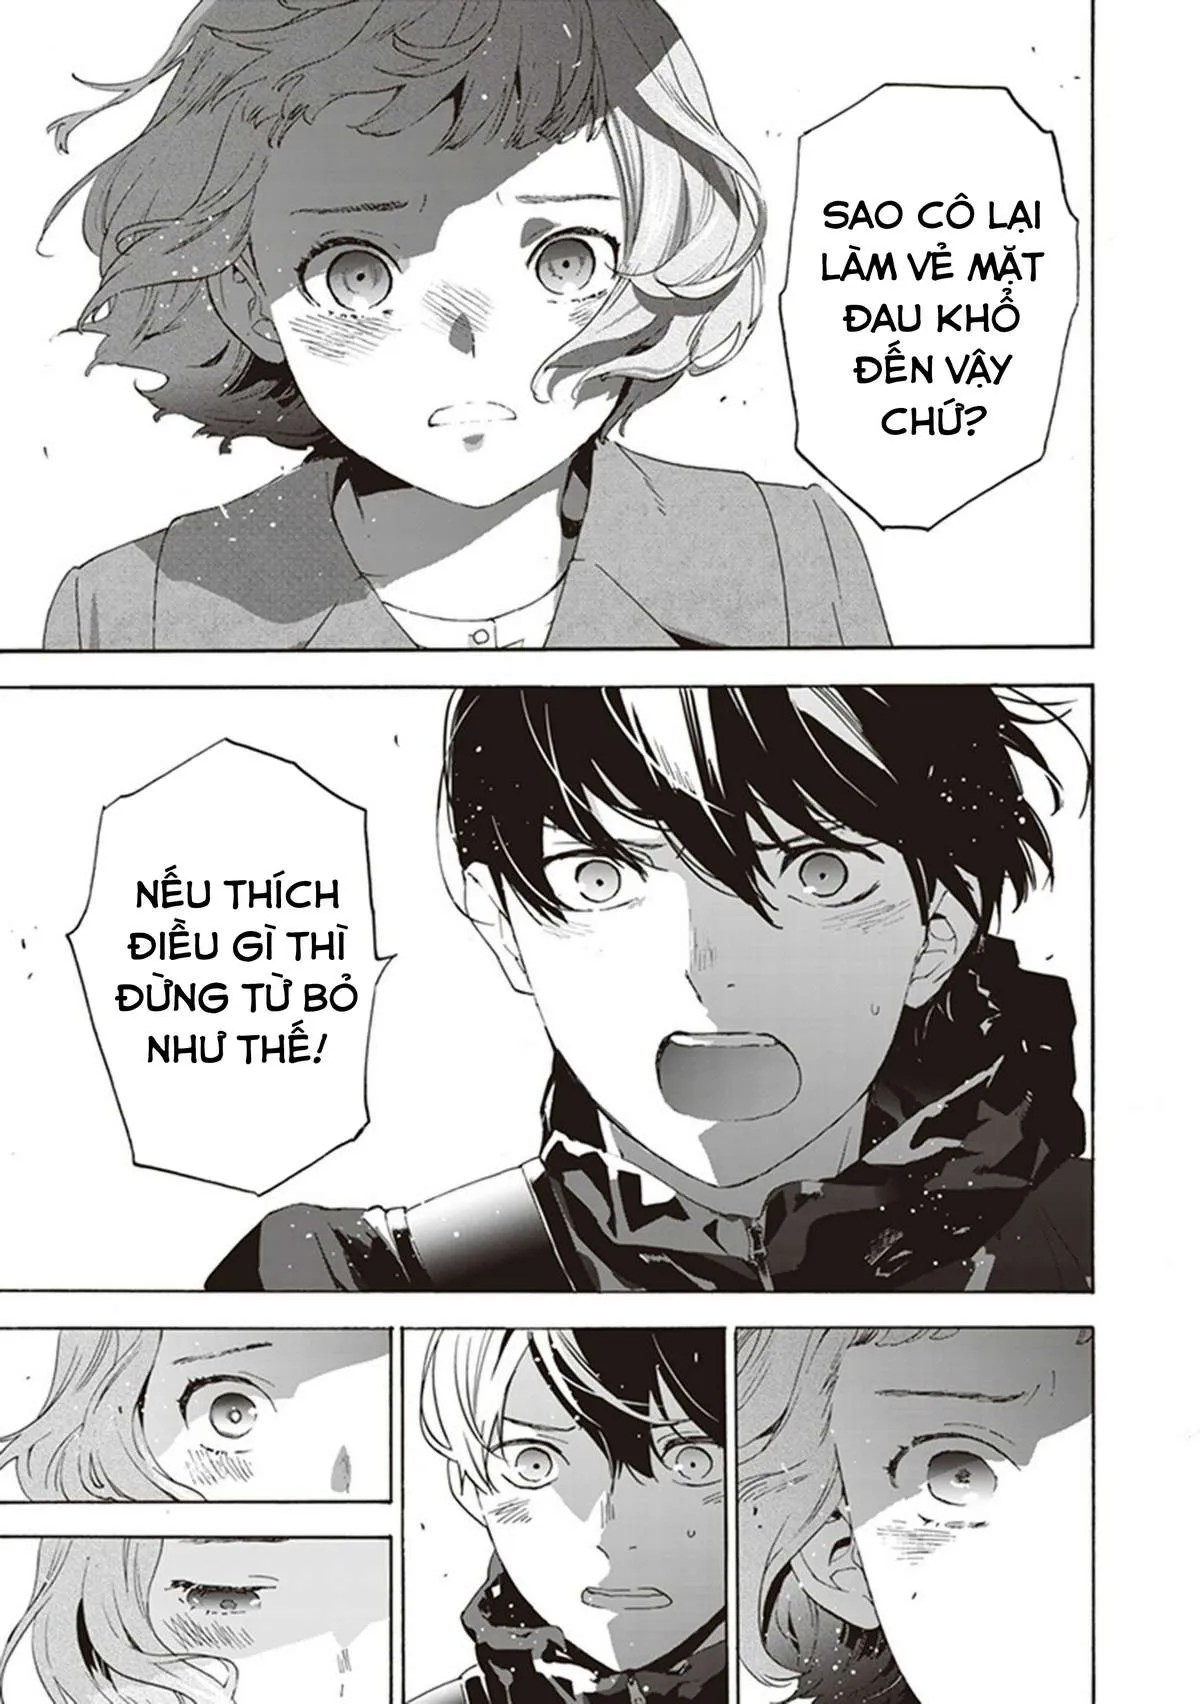 SAO CÔ LẠI
LÀM VẺ MẶT
ĐAU KHỔ
ĐẾN VẬY
CHỨ?
NẾU THÍCH
ĐIỀU GÌ THÌ
ĐỪNG TỪ BỎ
NHƯ THẾ!